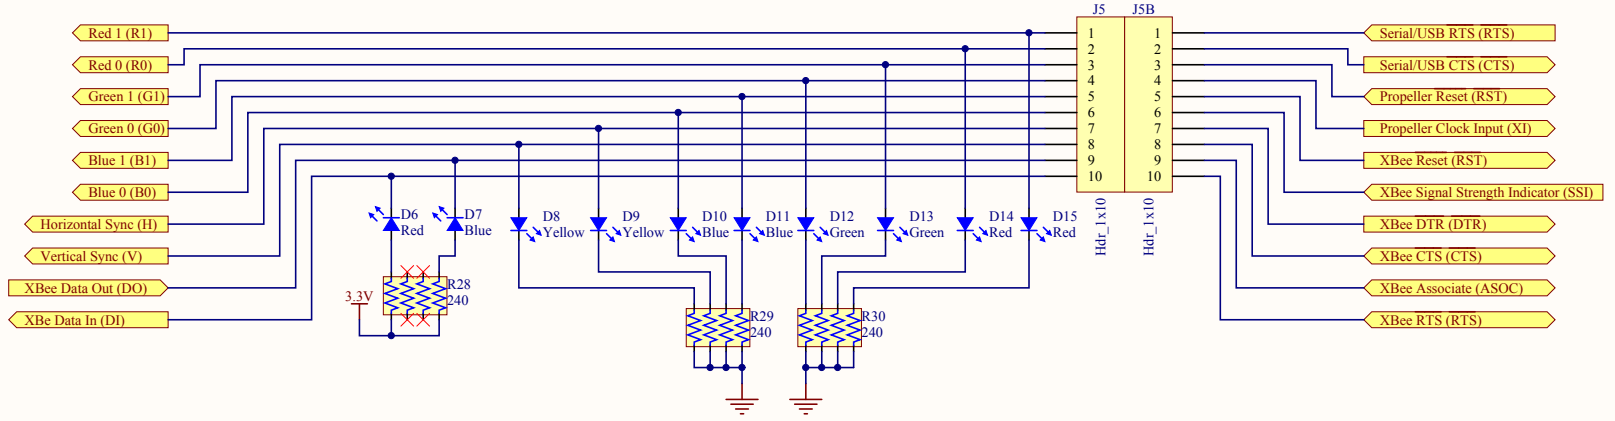 J5 J5B
Red 1 (R1)
Red 0 (R0)
Green 1 (G1)
Green 0 (G0)
Blue 1 (B1)
Blue 0 (B0)
Horizontal Sync (H)
Vertical Sync (V)
XBee Data Out (DO)
XBe Data In (DI)
1 1
2 2
3 3
4 4
5 5
6 6
7 7
8 8
9 9
10 10
Hdr_1x10
Hdr_1x10
Serial/USB RTS (RTS)
Serial/USB CTS (CTS)
Propeller Reset (RST)
Propeller Clock Input (XI)
XBee Reset (RST)
XBee Signal Strength Indicator (SSI)
XBee DTR (DTR)
XBee CTS (CTS)
XBee Associate (ASOC)
XBee RTS (RTS)
D6
Red
D7
Blue
D8
Yellow
D9
Yellow
D10
Blue
D11
Blue
D12
Green
D13
Green
D14
Red
D15
Red
3.3V
R28
240
R29
240
R30
240